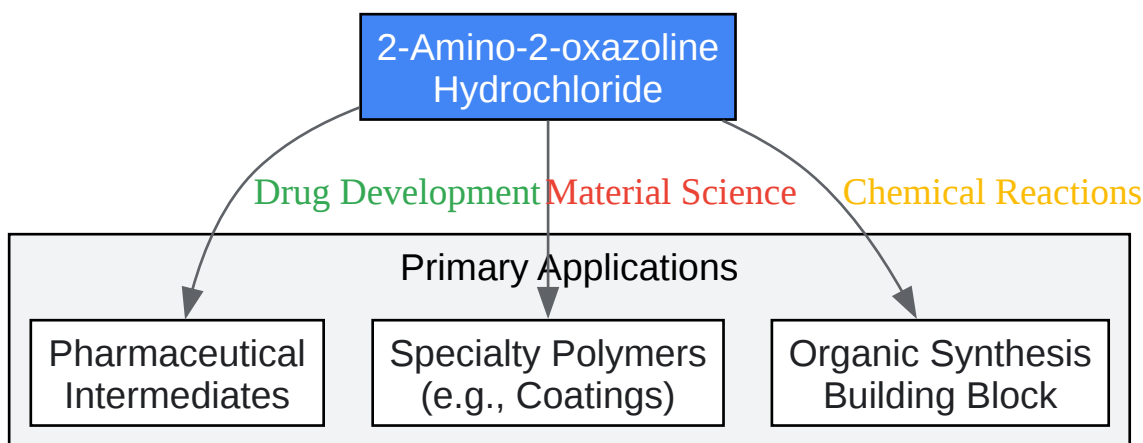 2-Amino-2-oxazoline
Hydrochloride
Drug Development
Material Science
Chemical Reactions
Primary Applications
Pharmaceutical
Intermediates
Specialty Polymers
(e.g., Coatings)
Organic Synthesis
Building Block